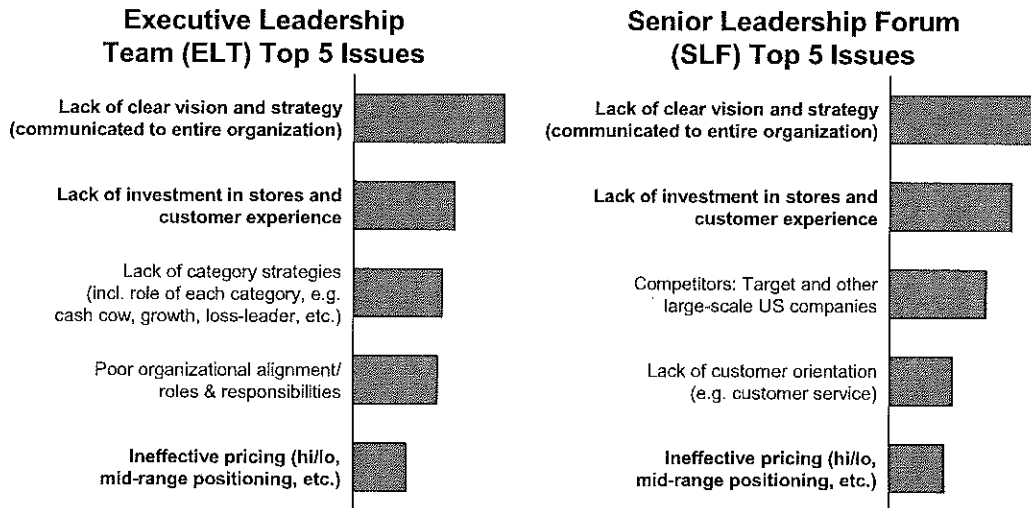 Executive Leadership
Team (ELT) Top 5 Issues
Lack of clear vision and strategy
(communicated to entire organization)
Lack of investment in stores and
customer experience
Lack of category strategies
(incl. role of each category, e.g.
cash cow, growth, loss-leader, etc.)
Poor organizational alignment/
roles & responsibilities
Ineffective pricing (hi/lo,
mid-range positioning, etc.)
Senior Leadership Forum
(SLF) Top 5 Issues
Lack of clear vision and strategy
(communicated to entire organization)
Lack of investment in stores and
customer experience
Competitors: Target and other
large-scale US companies
Lack of customer orientation
(e.g. customer service)
Ineffective pricing (hi/lo,
mid-range positioning, etc.)